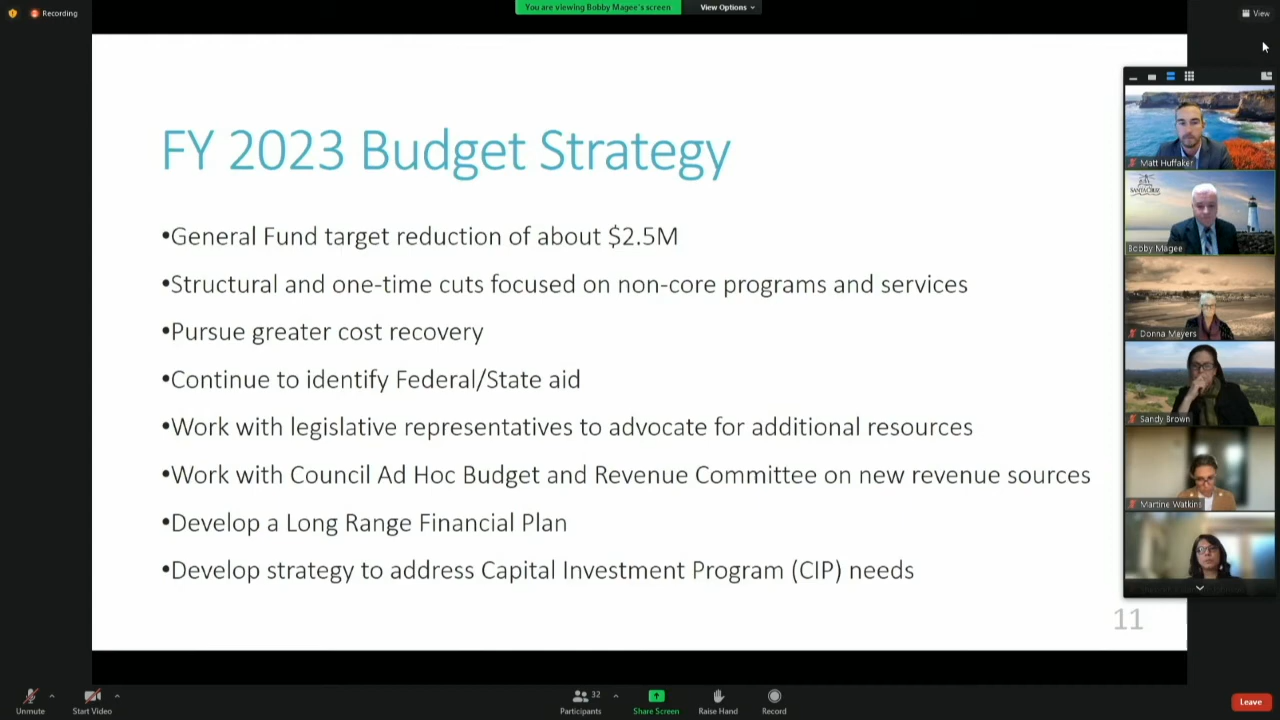 Recording
You are viewing Bobby Magee's screen
View Options
View
FY 2023 Budget Strategy
•General Fund target reduction of about $2.5M
•Structural and one-time cuts focused on non-core programs and services
•Pursue greater cost recovery
•Continue to identify Federal/State aid
•Work with legislative representatives to advocate for additional resources
•Work with Council Ad Hoc Budget and Revenue Committee on new revenue sources
•Develop a Long Range Financial Plan
•Develop strategy to address Capital Investment Program (CIP) needs
11
Matt Huffaker
SANTA CRUZ
Bobby Magee
Donna Meyers
Sandy Brown
Martine Watkins
Unmute
Start Video
32
Participants
Share Screen
Raise Hand
Record
Leave